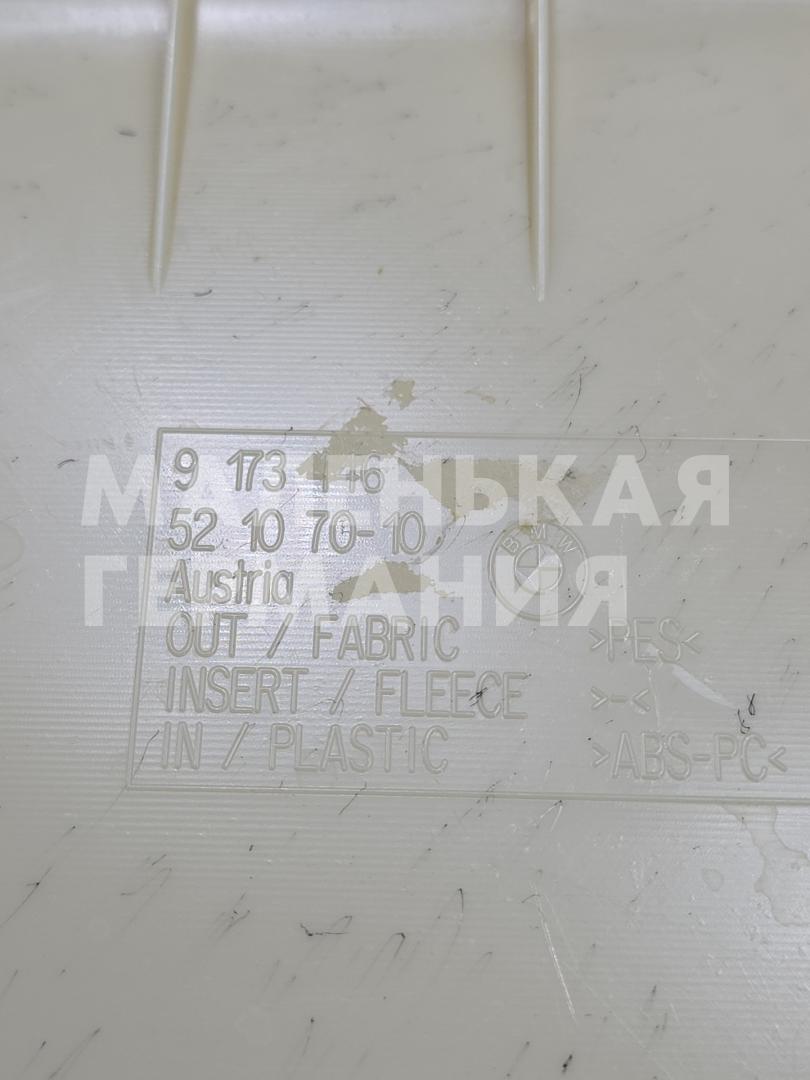 9 173 446
52 10 70-10
Austria
BMW
OUT / FABRIC >PES<
INSERT / FLEECE >-<
IN / PLASTIC >ABS-PC<
МАЛЕНЬКАЯ
ГЕРМАНИЯ